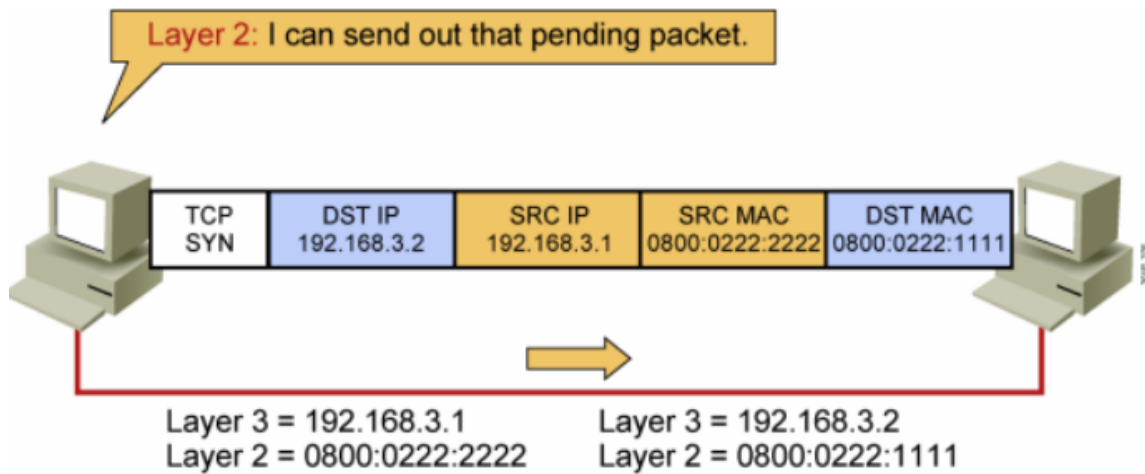 Layer 2: I can send out that pending packet.
TCP
SYN
DST IP
192.168.3.2
SRC IP
192.168.3.1
SRC MAC
0800:0222:2222
DST MAC
0800:0222:1111
Layer 3 = 192.168.3.1
Layer 2 = 0800:0222:2222
Layer 3 = 192.168.3.2
Layer 2 = 0800:0222:1111